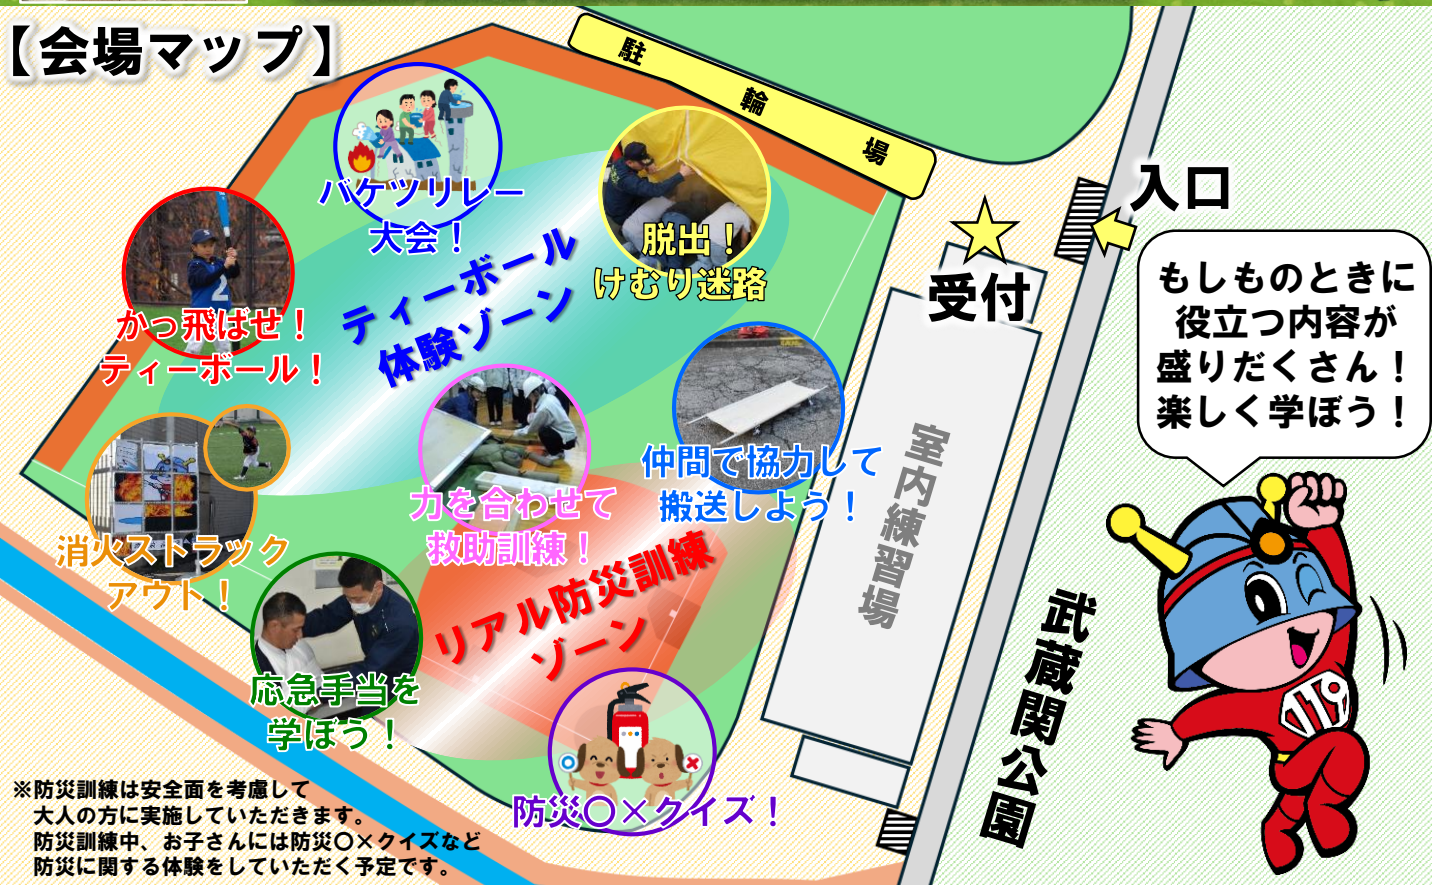 【会場マップ】
駐輪場
入口
バケツリレー
大会！
脱出！
けむり迷路
受付
もしものときに
役立つ内容が
盛りだくさん！
楽しく学ぼう！
かっ飛ばせ！
ティーボール！
2
ティーボール
体験ゾーン
仲間で協力して
搬送しよう！
室内練習場
力を合わせて
救助訓練！
消火ストラック
アウト！
リアル防災訓練
ゾーン
応急手当を
学ぼう！
武蔵関公園
119
防災〇×クイズ！
※防災訓練は安全面を考慮して
大人の方に実施していただきます。
防災訓練中、お子さんには防災〇×クイズなど
防災に関する体験をしていただく予定です。